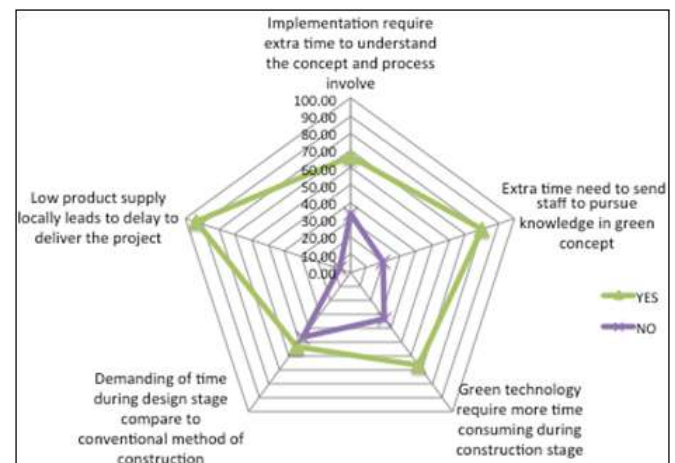 Implementation require
extra time to understand
the concept and process
involve
100.00
90.00
80.00
70.00
60.00
50.00
40.00
30.00
20.00
10.00
0.00
Extra time need to send
staff to pursue
knowledge in green
concept
Low product supply
locally leads to delay to
deliver the project
YES
NO
Demanding of time
during design stage
compare to
conventional method of
construction
Green technology
require more time
consuming during
construction stage